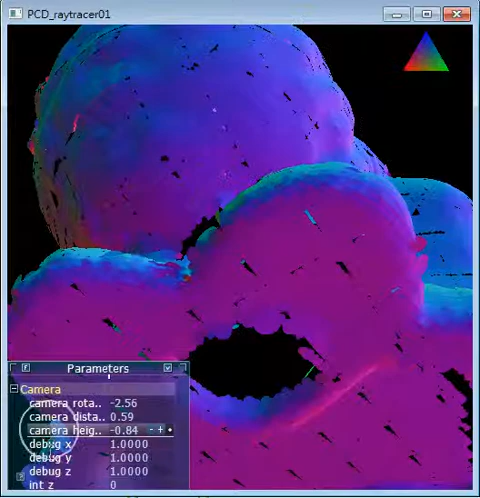 PCD_raytracer01
Parameters
Camera
camera rota.. -2.56
camera dista.. 0.59
camera heig.. -0.84 - +
debug x 1.0000
debug y 1.0000
debug z 1.0000
int z 0